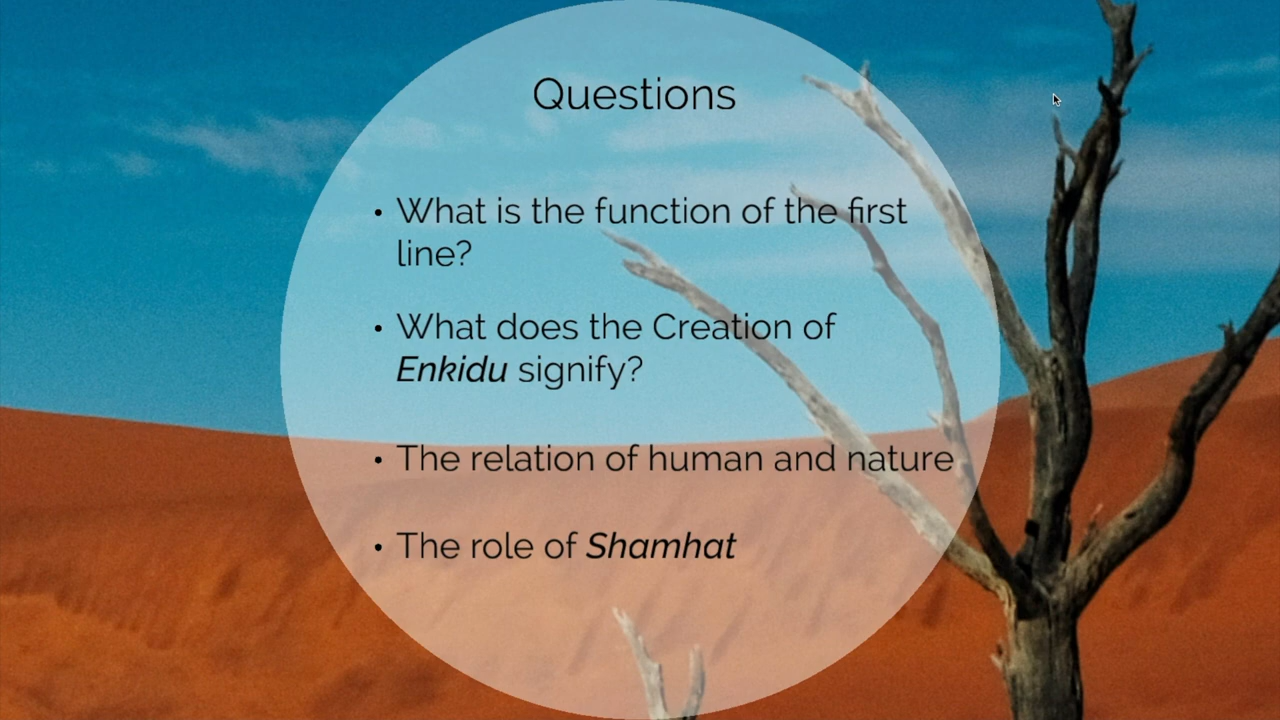 Questions
• What is the function of the first
line?
• What does the Creation of
Enkidu signify?
• The relation of human and nature
• The role of Shamhat